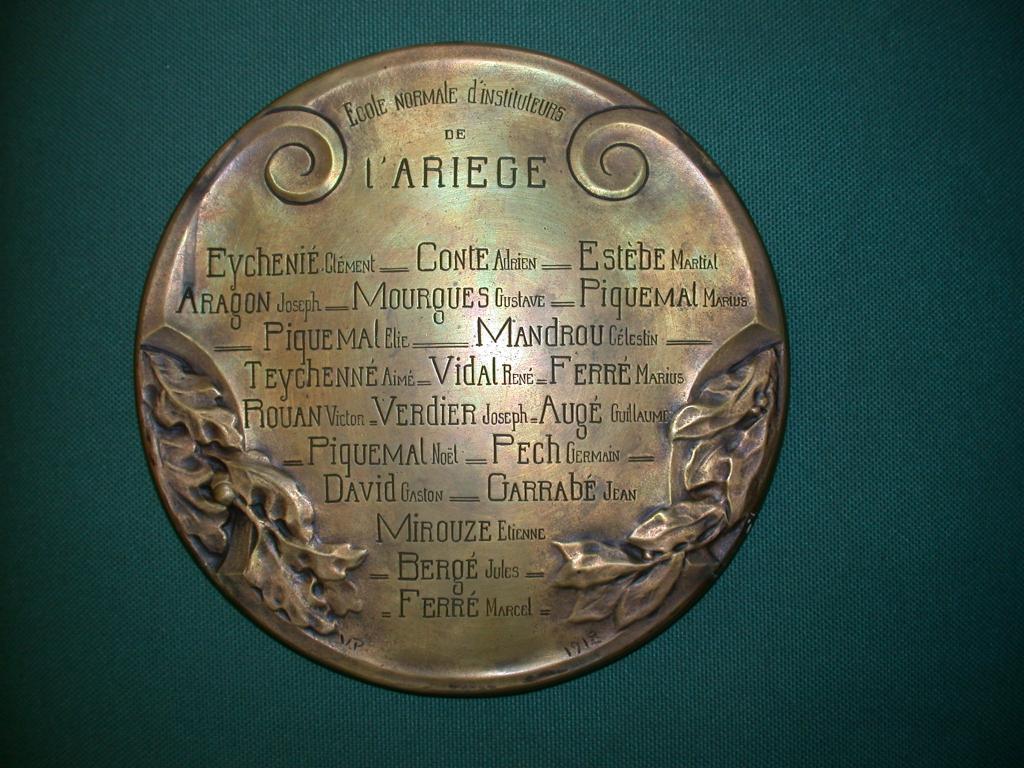 Ecole normale d'instituteurs
DE
l'ARIEGE
Eychenié Clément — Conte Adrien — Estèbe Martial
Aragon Joseph — Mourgues Gustave — Piquemal Marius
— Piquemal Elie — Mandrou Célestin —
Teychenné Aimé — Vidal René — Ferré Marius
Rouan Victor — Verdier Joseph — Augé Guillaume
— Piquemal Noël — Pech Germain —
David Gaston — Garrabé Jean
Mirouze Etienne
— Bergé Jules —
— Ferré Marcel —
VP 1918